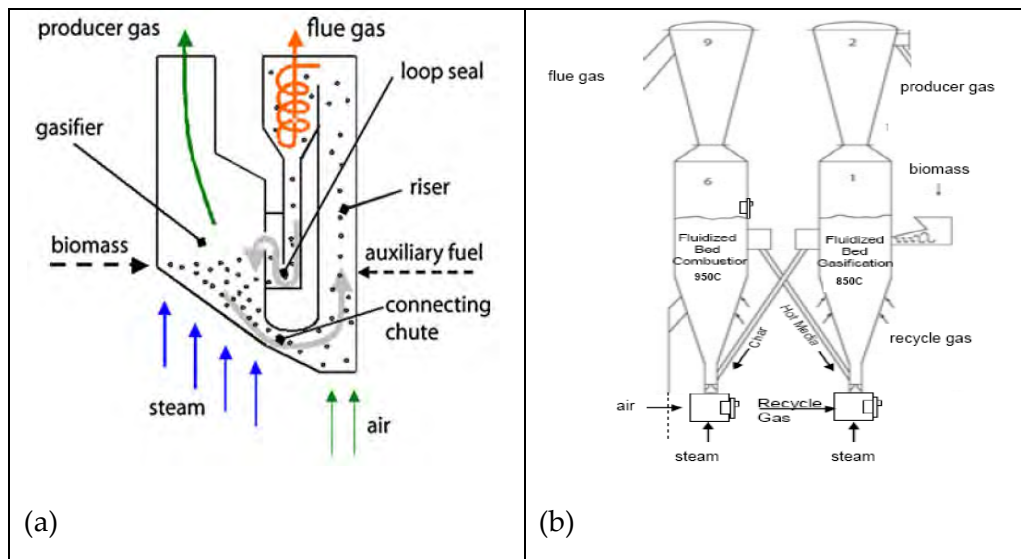 producer gas
flue gas
loop seal
gasifier
riser
biomass
auxiliary fuel
connecting
chute
steam
air
(a)
9
2
flue gas
producer gas
biomass
6
1
Fluidized
Bed
Combustion
950C
Fluidized
Bed
Gasification
850C
Char
Hot Media
recycle gas
air
Recycle
Gas
steam
steam
(b)